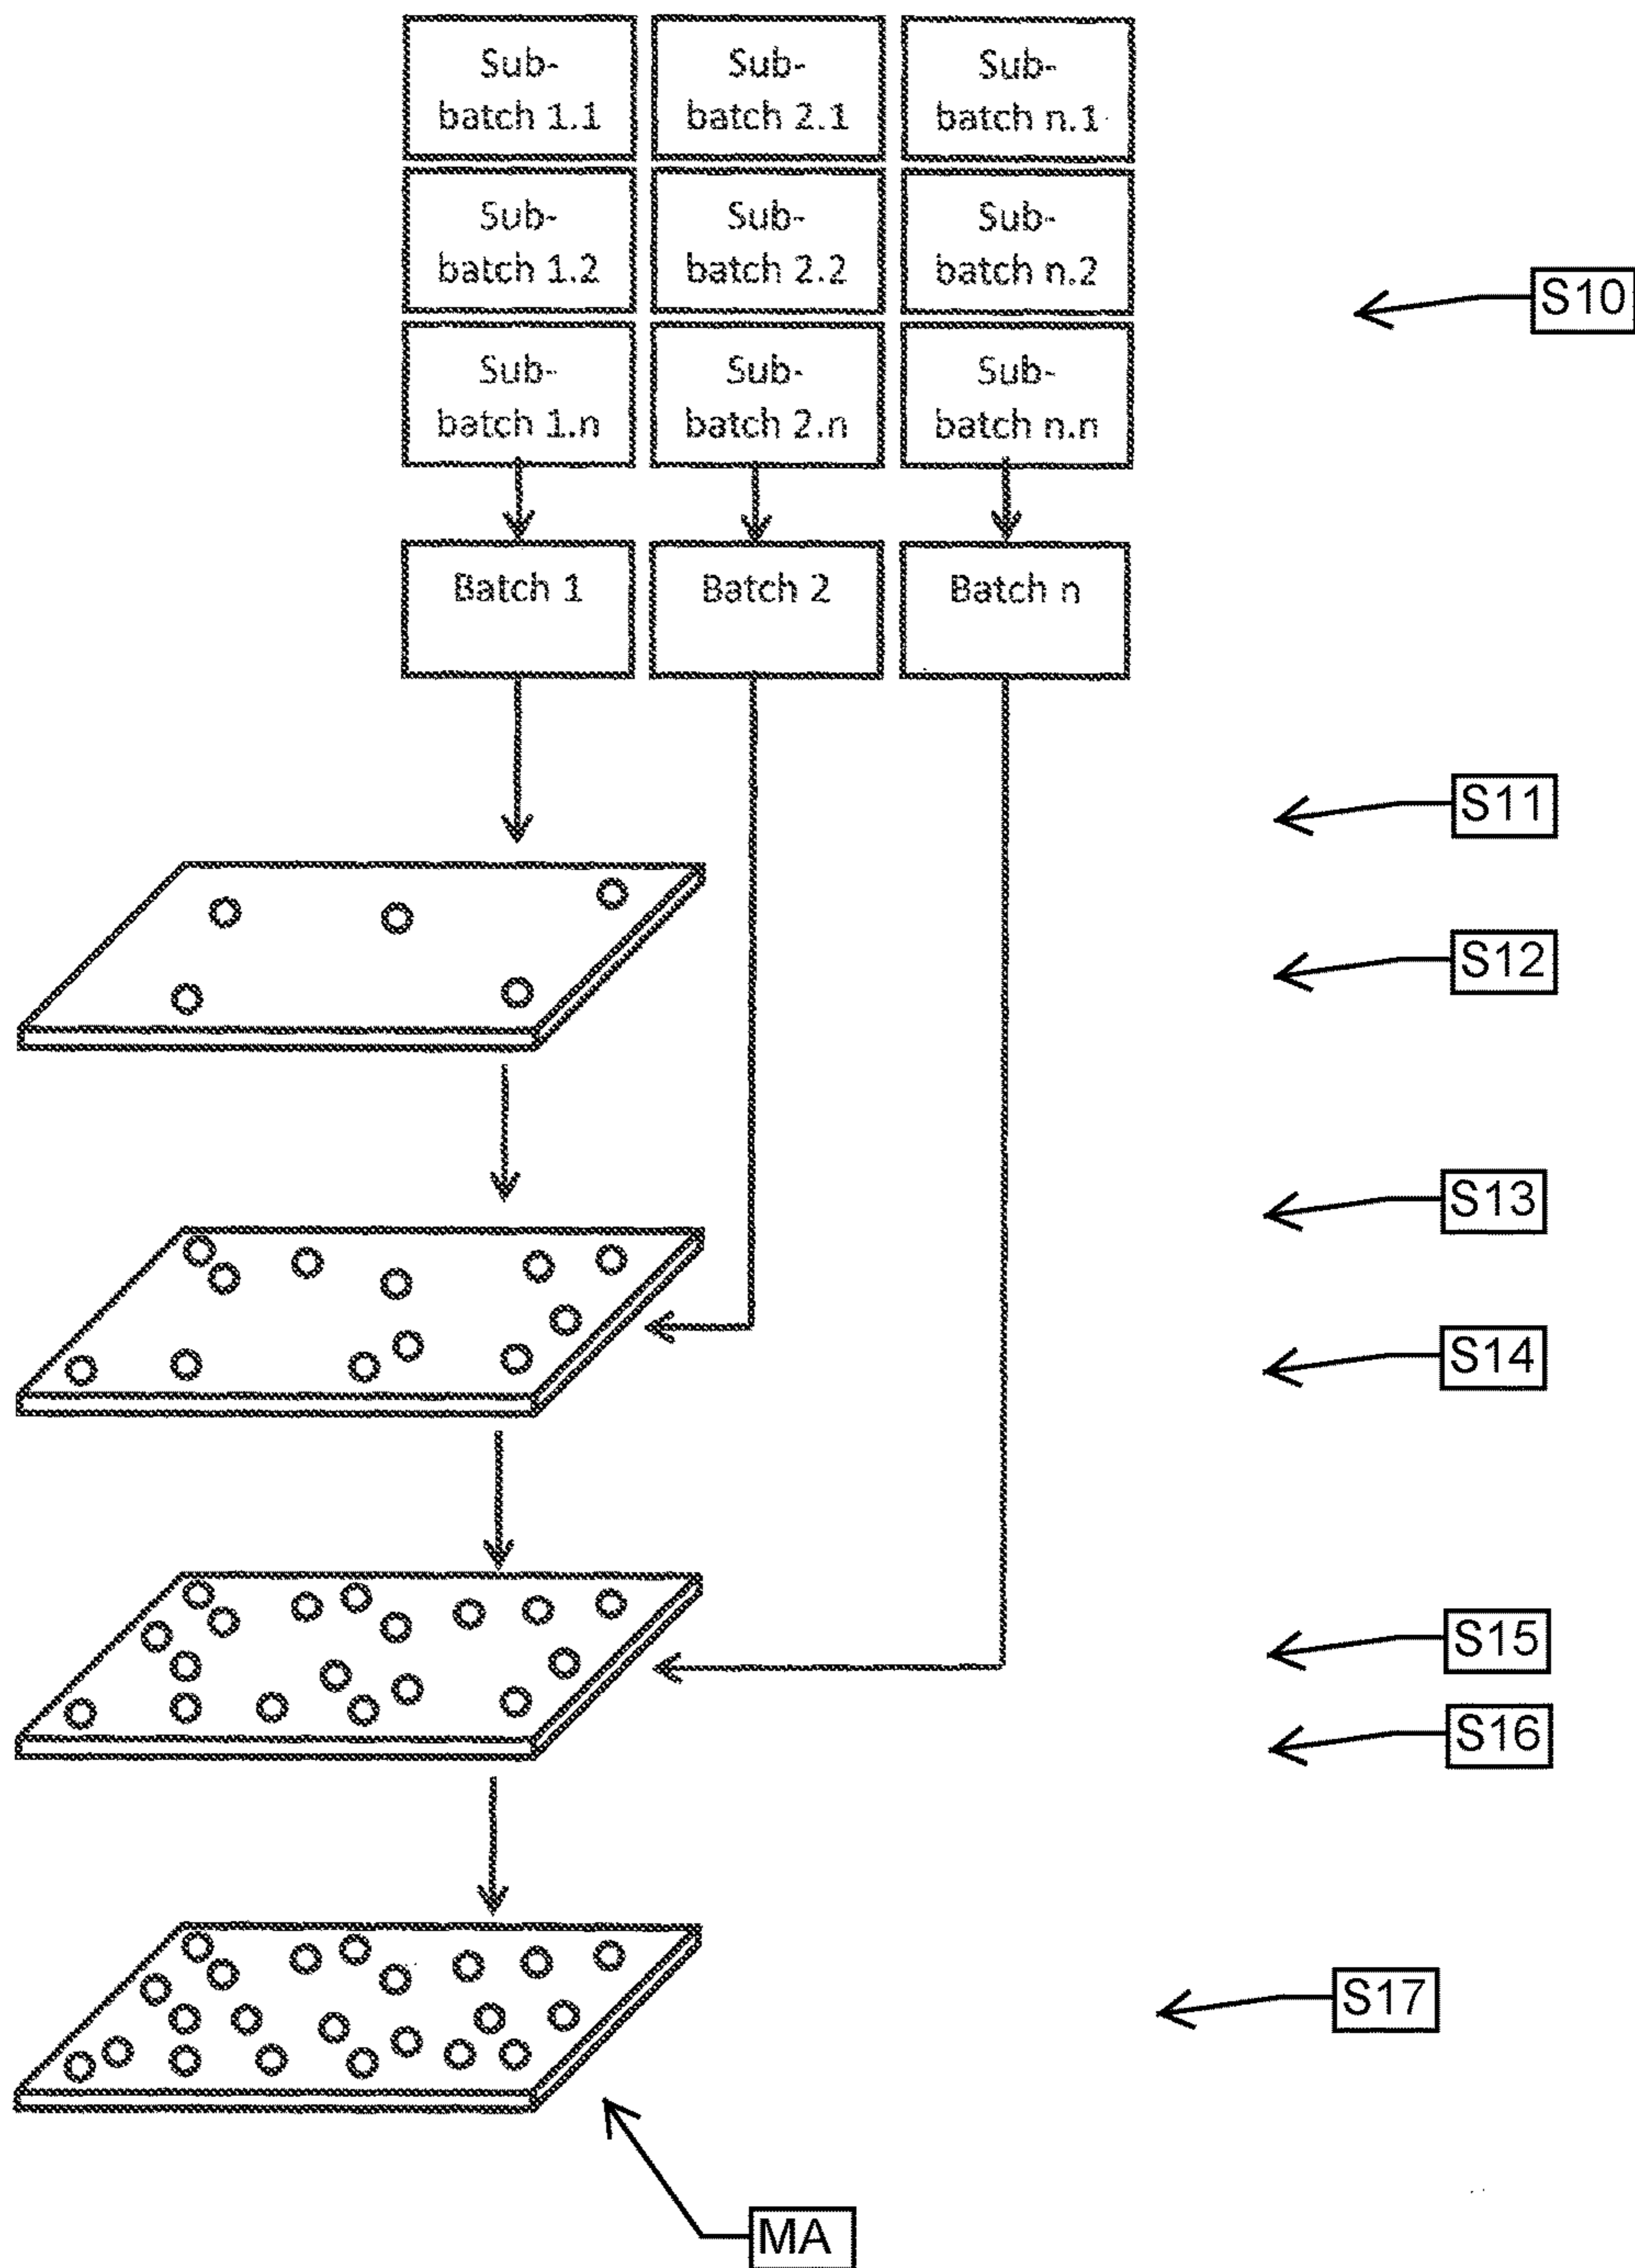 Sub-
batch 1.1
Sub-
batch 2.1
Sub-
batch n.1
Sub-
batch 1.2
Sub-
batch 2.2
Sub-
batch n.2
S10
Sub-
batch 1.n
Sub-
batch 2.n
Sub-
batch n.n
Batch 1
Batch 2
Batch n
S11
S12
S13
S14
S15
S16
S17
MA